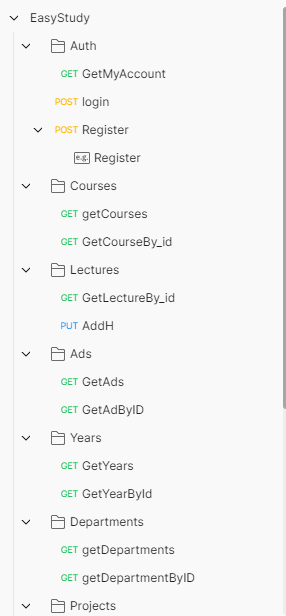 EasyStudy
Auth
GET GetMyAccount
POST login
POST Register
e.g. Register
Courses
GET getCourses
GET GetCourseBy_id
Lectures
GET GetLectureBy_id
PUT AddH
Ads
GET GetAds
GET GetAdByID
Years
GET GetYears
GET GetYearById
Departments
GET getDepartments
GET getDepartmentByID
Projects